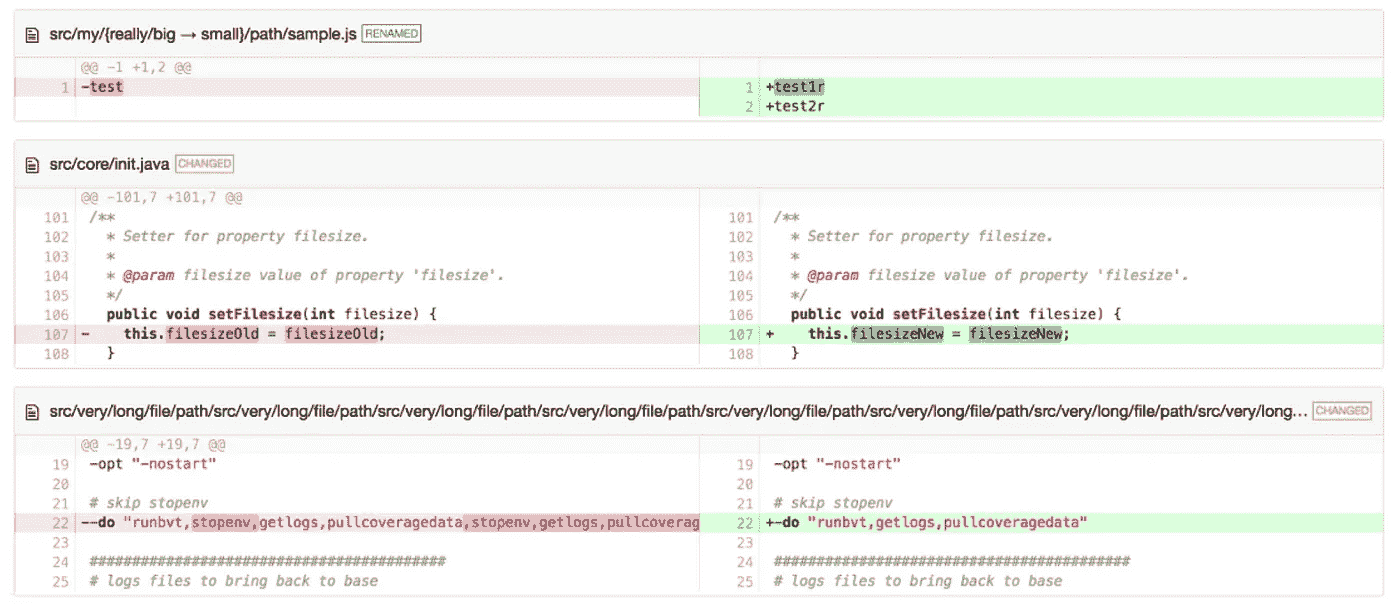 src/my/{really/big → small}/path/sample.js RENAMED
@@ -1 +1,2 @@
1 -test
1 +test1r
2 +test2r
src/core/init.java CHANGED
@@ -101,7 +101,7 @@
101 /**
102 * Setter for property filesize.
103 *
104 * @param filesize value of property 'filesize'.
105 */
106 public void setFilesize(int filesize) {
107 - this.filesizeOld = filesizeOld;
108 }
101 /**
102 * Setter for property filesize.
103 *
104 * @param filesize value of property 'filesize'.
105 */
106 public void setFilesize(int filesize) {
107 + this.filesizeNew = filesizeNew;
108 }
src/very/long/file/path/src/very/long/file/path/src/very/long/file/path/src/very/long/file/path/src/very/long/file/path/src/very/long/file/path/src/very/long/file/path/src/very/long... CHANGED
@@ -19,7 +19,7 @@
19 -opt "-nostart"
20
21 # skip stopenv
22 --do "runbvt,stopenv,getlogs,pullcoveragedata,stopenv,getlogs,pullcoverag
23
24 ##########################################
25 # logs files to bring back to base
19 -opt "-nostart"
20
21 # skip stopenv
22 +-do "runbvt,getlogs,pullcoveragedata"
23
24 ##########################################
25 # logs files to bring back to base